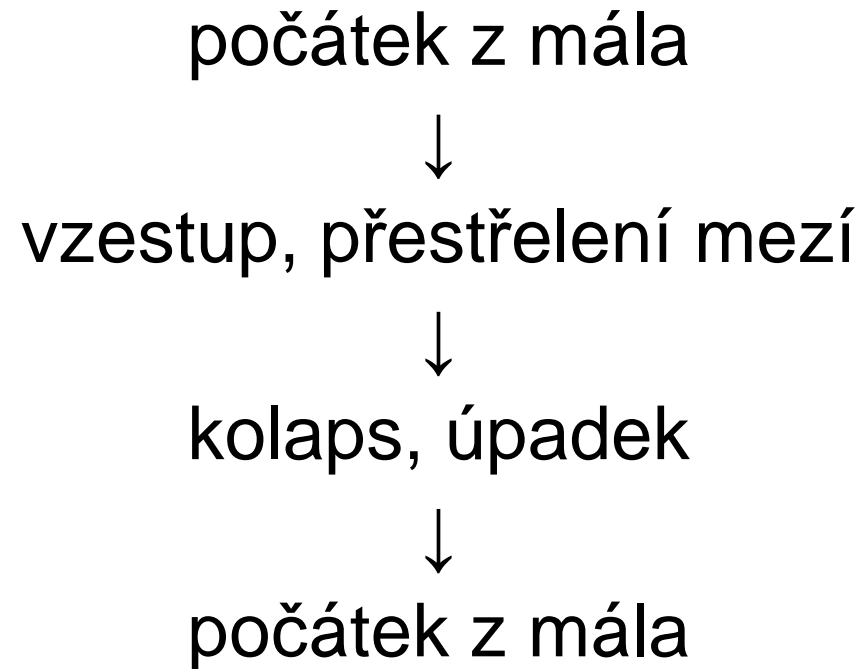 počátek z mála
↓
vzestup, přestřelení mezí
↓
kolaps, úpadek
↓
počátek z mála